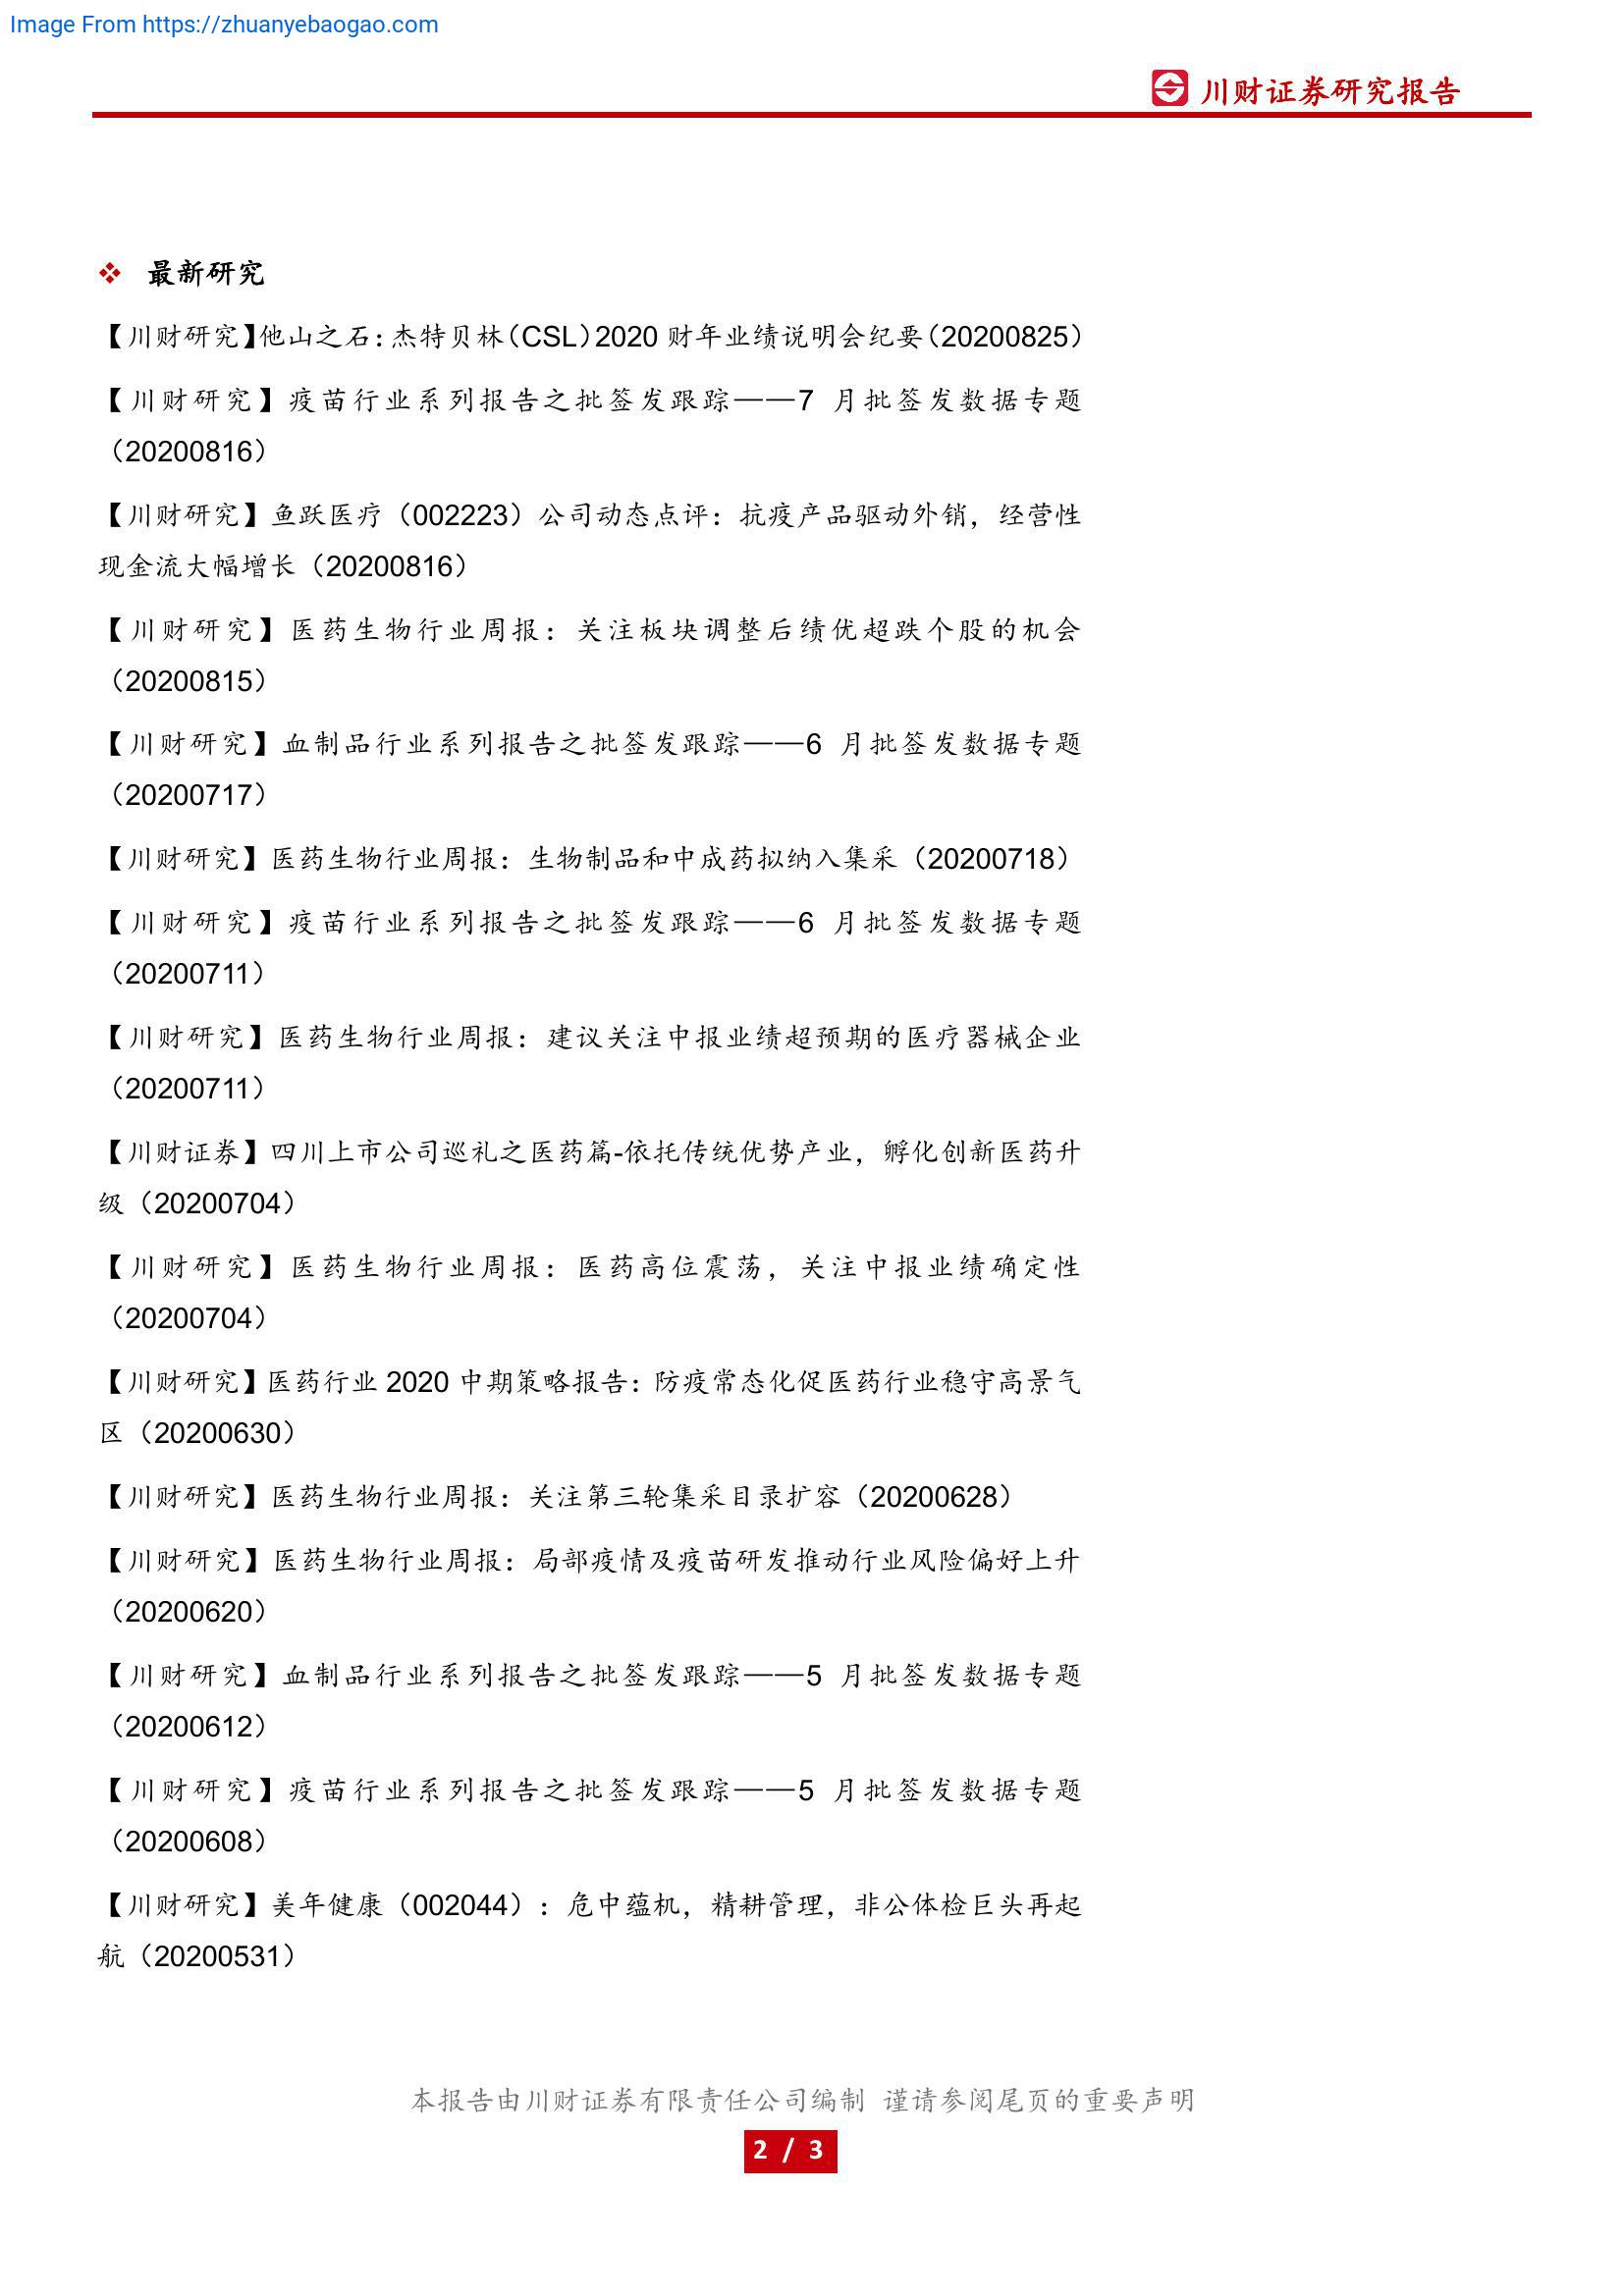 Image From https://zhuanyebaogao.com
川财证券研究报告
❖ 最新研究
【川财研究】他山之石：杰特贝林（CSL）2020 财年业绩说明会纪要（20200825）
【川财研究】疫苗行业系列报告之批签发跟踪——7 月批签发数据专题
（20200816）
【川财研究】鱼跃医疗（002223）公司动态点评：抗疫产品驱动外销，经营性
现金流大幅增长（20200816）
【川财研究】医药生物行业周报：关注板块调整后绩优超跌个股的机会
（20200815）
【川财研究】血制品行业系列报告之批签发跟踪——6 月批签发数据专题
（20200717）
【川财研究】医药生物行业周报：生物制品和中成药拟纳入集采（20200718）
【川财研究】疫苗行业系列报告之批签发跟踪——6 月批签发数据专题
（20200711）
【川财研究】医药生物行业周报：建议关注中报业绩超预期的医疗器械企业
（20200711）
【川财证券】四川上市公司巡礼之医药篇-依托传统优势产业，孵化创新医药升
级（20200704）
【川财研究】医药生物行业周报：医药高位震荡，关注中报业绩确定性
（20200704）
【川财研究】医药行业 2020 中期策略报告：防疫常态化促医药行业稳守高景气
区（20200630）
【川财研究】医药生物行业周报：关注第三轮集采目录扩容（20200628）
【川财研究】医药生物行业周报：局部疫情及疫苗研发推动行业风险偏好上升
（20200620）
【川财研究】血制品行业系列报告之批签发跟踪——5 月批签发数据专题
（20200612）
【川财研究】疫苗行业系列报告之批签发跟踪——5 月批签发数据专题
（20200608）
【川财研究】美年健康（002044）：危中蕴机，精耕管理，非公体检巨头再起
航（20200531）
本报告由川财证券有限责任公司编制 谨请参阅尾页的重要声明
2 / 3